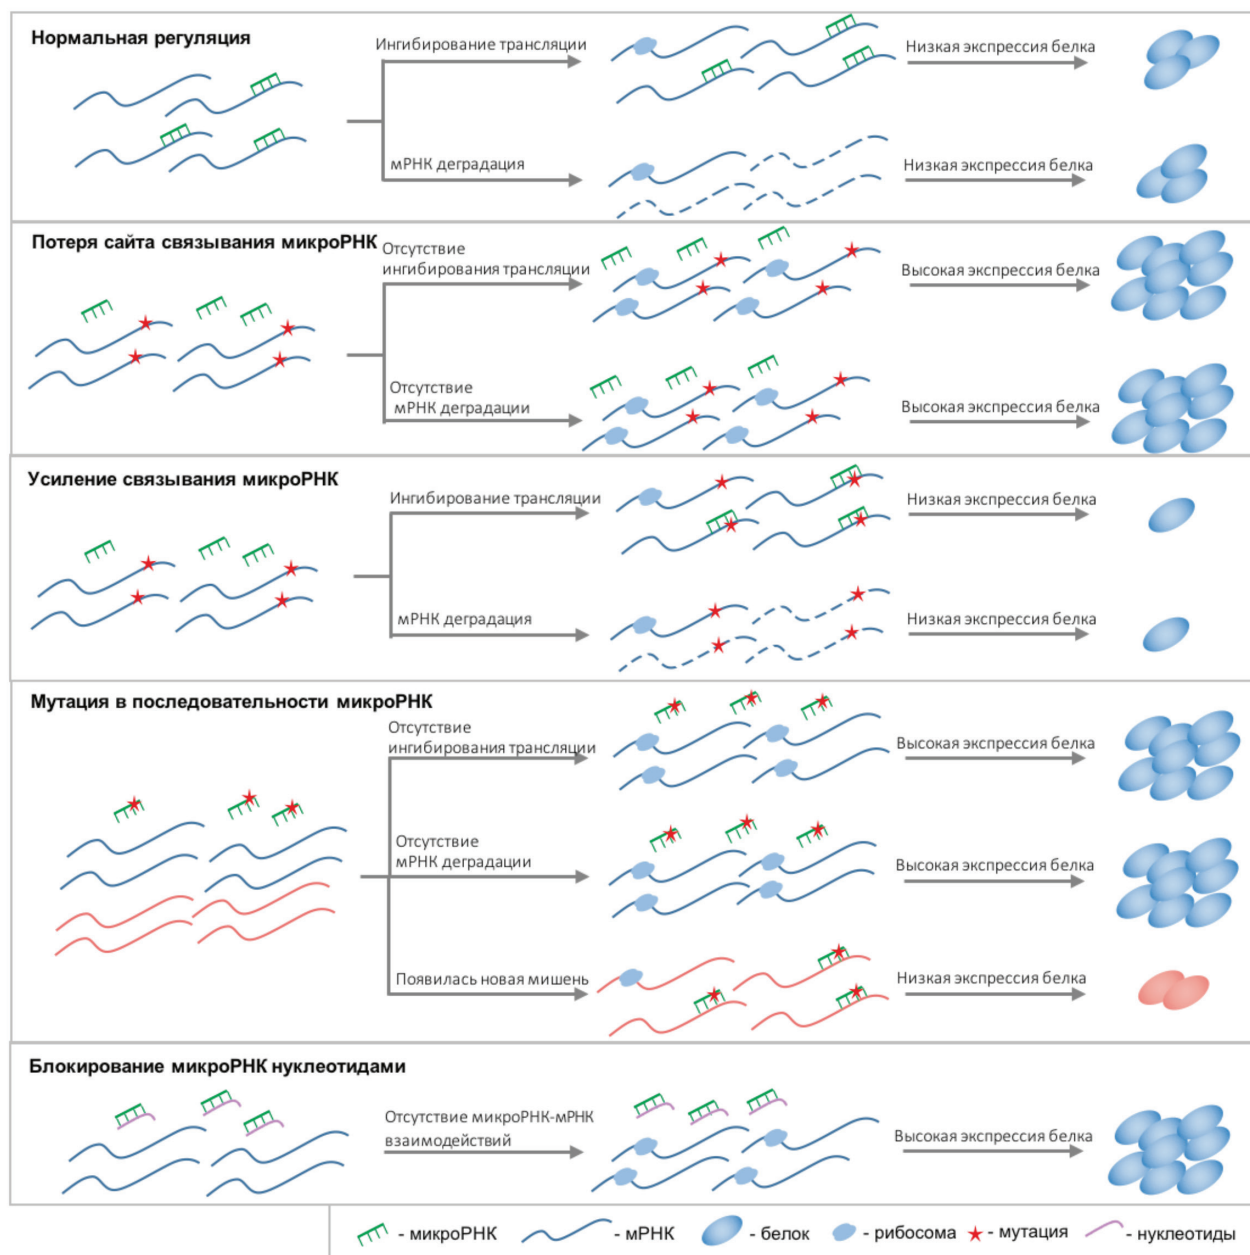 Нормальная регуляция
Ингибирование трансляции
Низкая экспрессия белка
мРНК деградация
Низкая экспрессия белка
Потеря сайта связывания микроРНК
Отсутствие
ингибирования трансляции
Высокая экспрессия белка
Отсутствие
мРНК деградации
Высокая экспрессия белка
Усиление связывания микроРНК
Ингибирование трансляции
Низкая экспрессия белка
мРНК деградация
Низкая экспрессия белка
Мутация в последовательности микроРНК
Отсутствие
ингибирования трансляции
Высокая экспрессия белка
Отсутствие
мРНК деградации
Высокая экспрессия белка
Появилась новая мишень
Низкая экспрессия белка
Блокирование микроРНК нуклеотидами
Отсутствие микроРНК-мРНК
взаимодействий
Высокая экспрессия белка
- микроРНК - мРНК - белок - рибосома - мутация - нуклеотиды